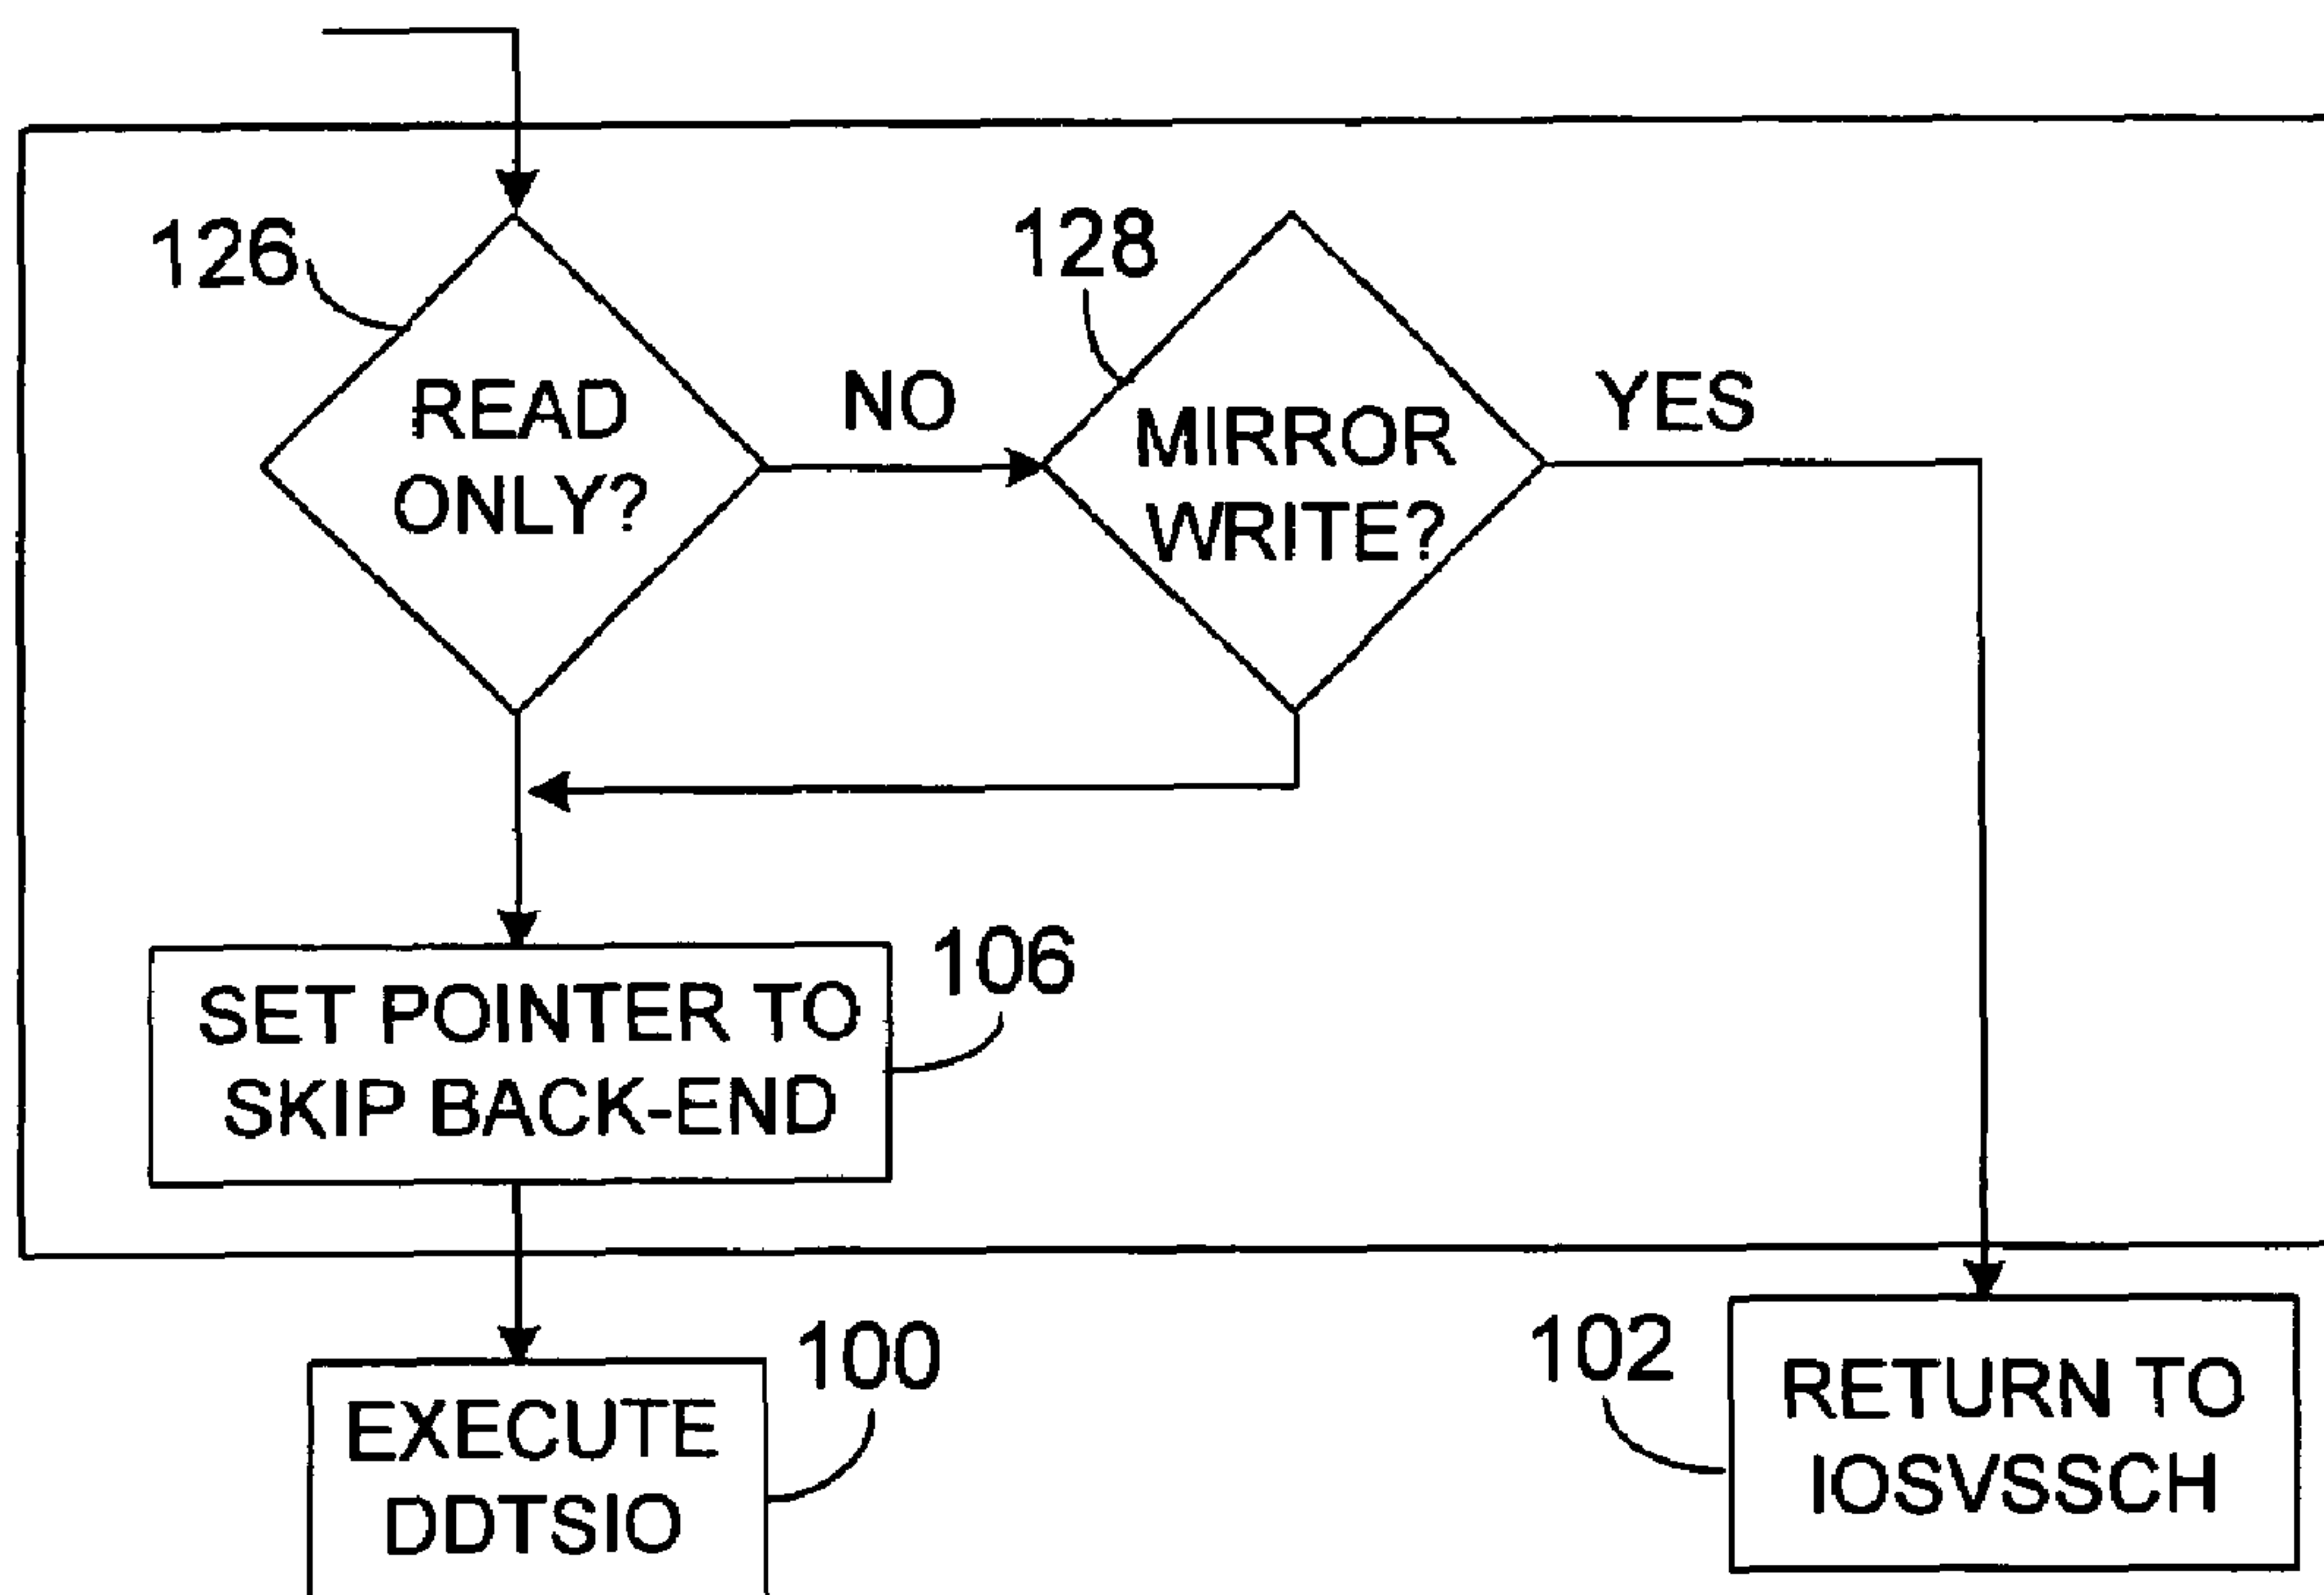 126
READ
ONLY?
NO
128
MIRROR
WRITE?
YES
SET POINTER TO
SKIP BACK-END
106
EXECUTE
DDTSIO
100
102
RETURN TO
IOSVSSCH